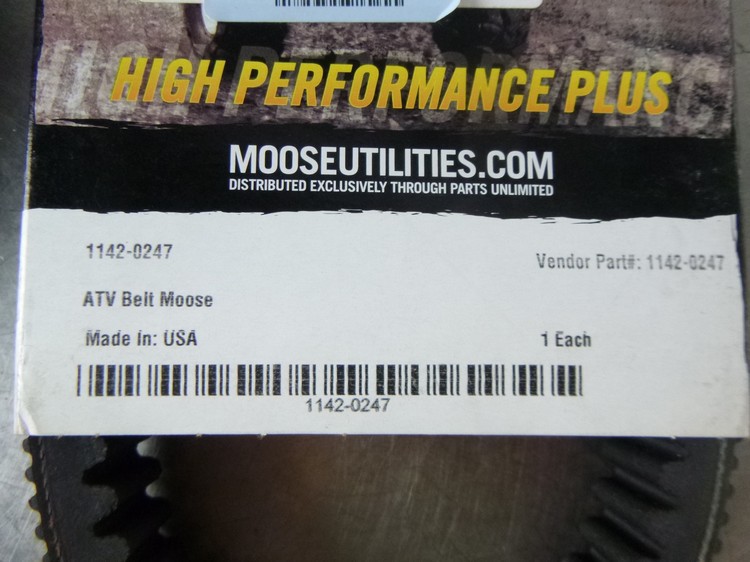 HIGH PERFORMANCE PLUS
MOOSEUTILITIES.COM
DISTRIBUTED EXCLUSIVELY THROUGH PARTS UNLIMITED
1142-0247
Vendor Part#: 1142-0247
ATV Belt Moose
Made in: USA
1 Each
1142-0247